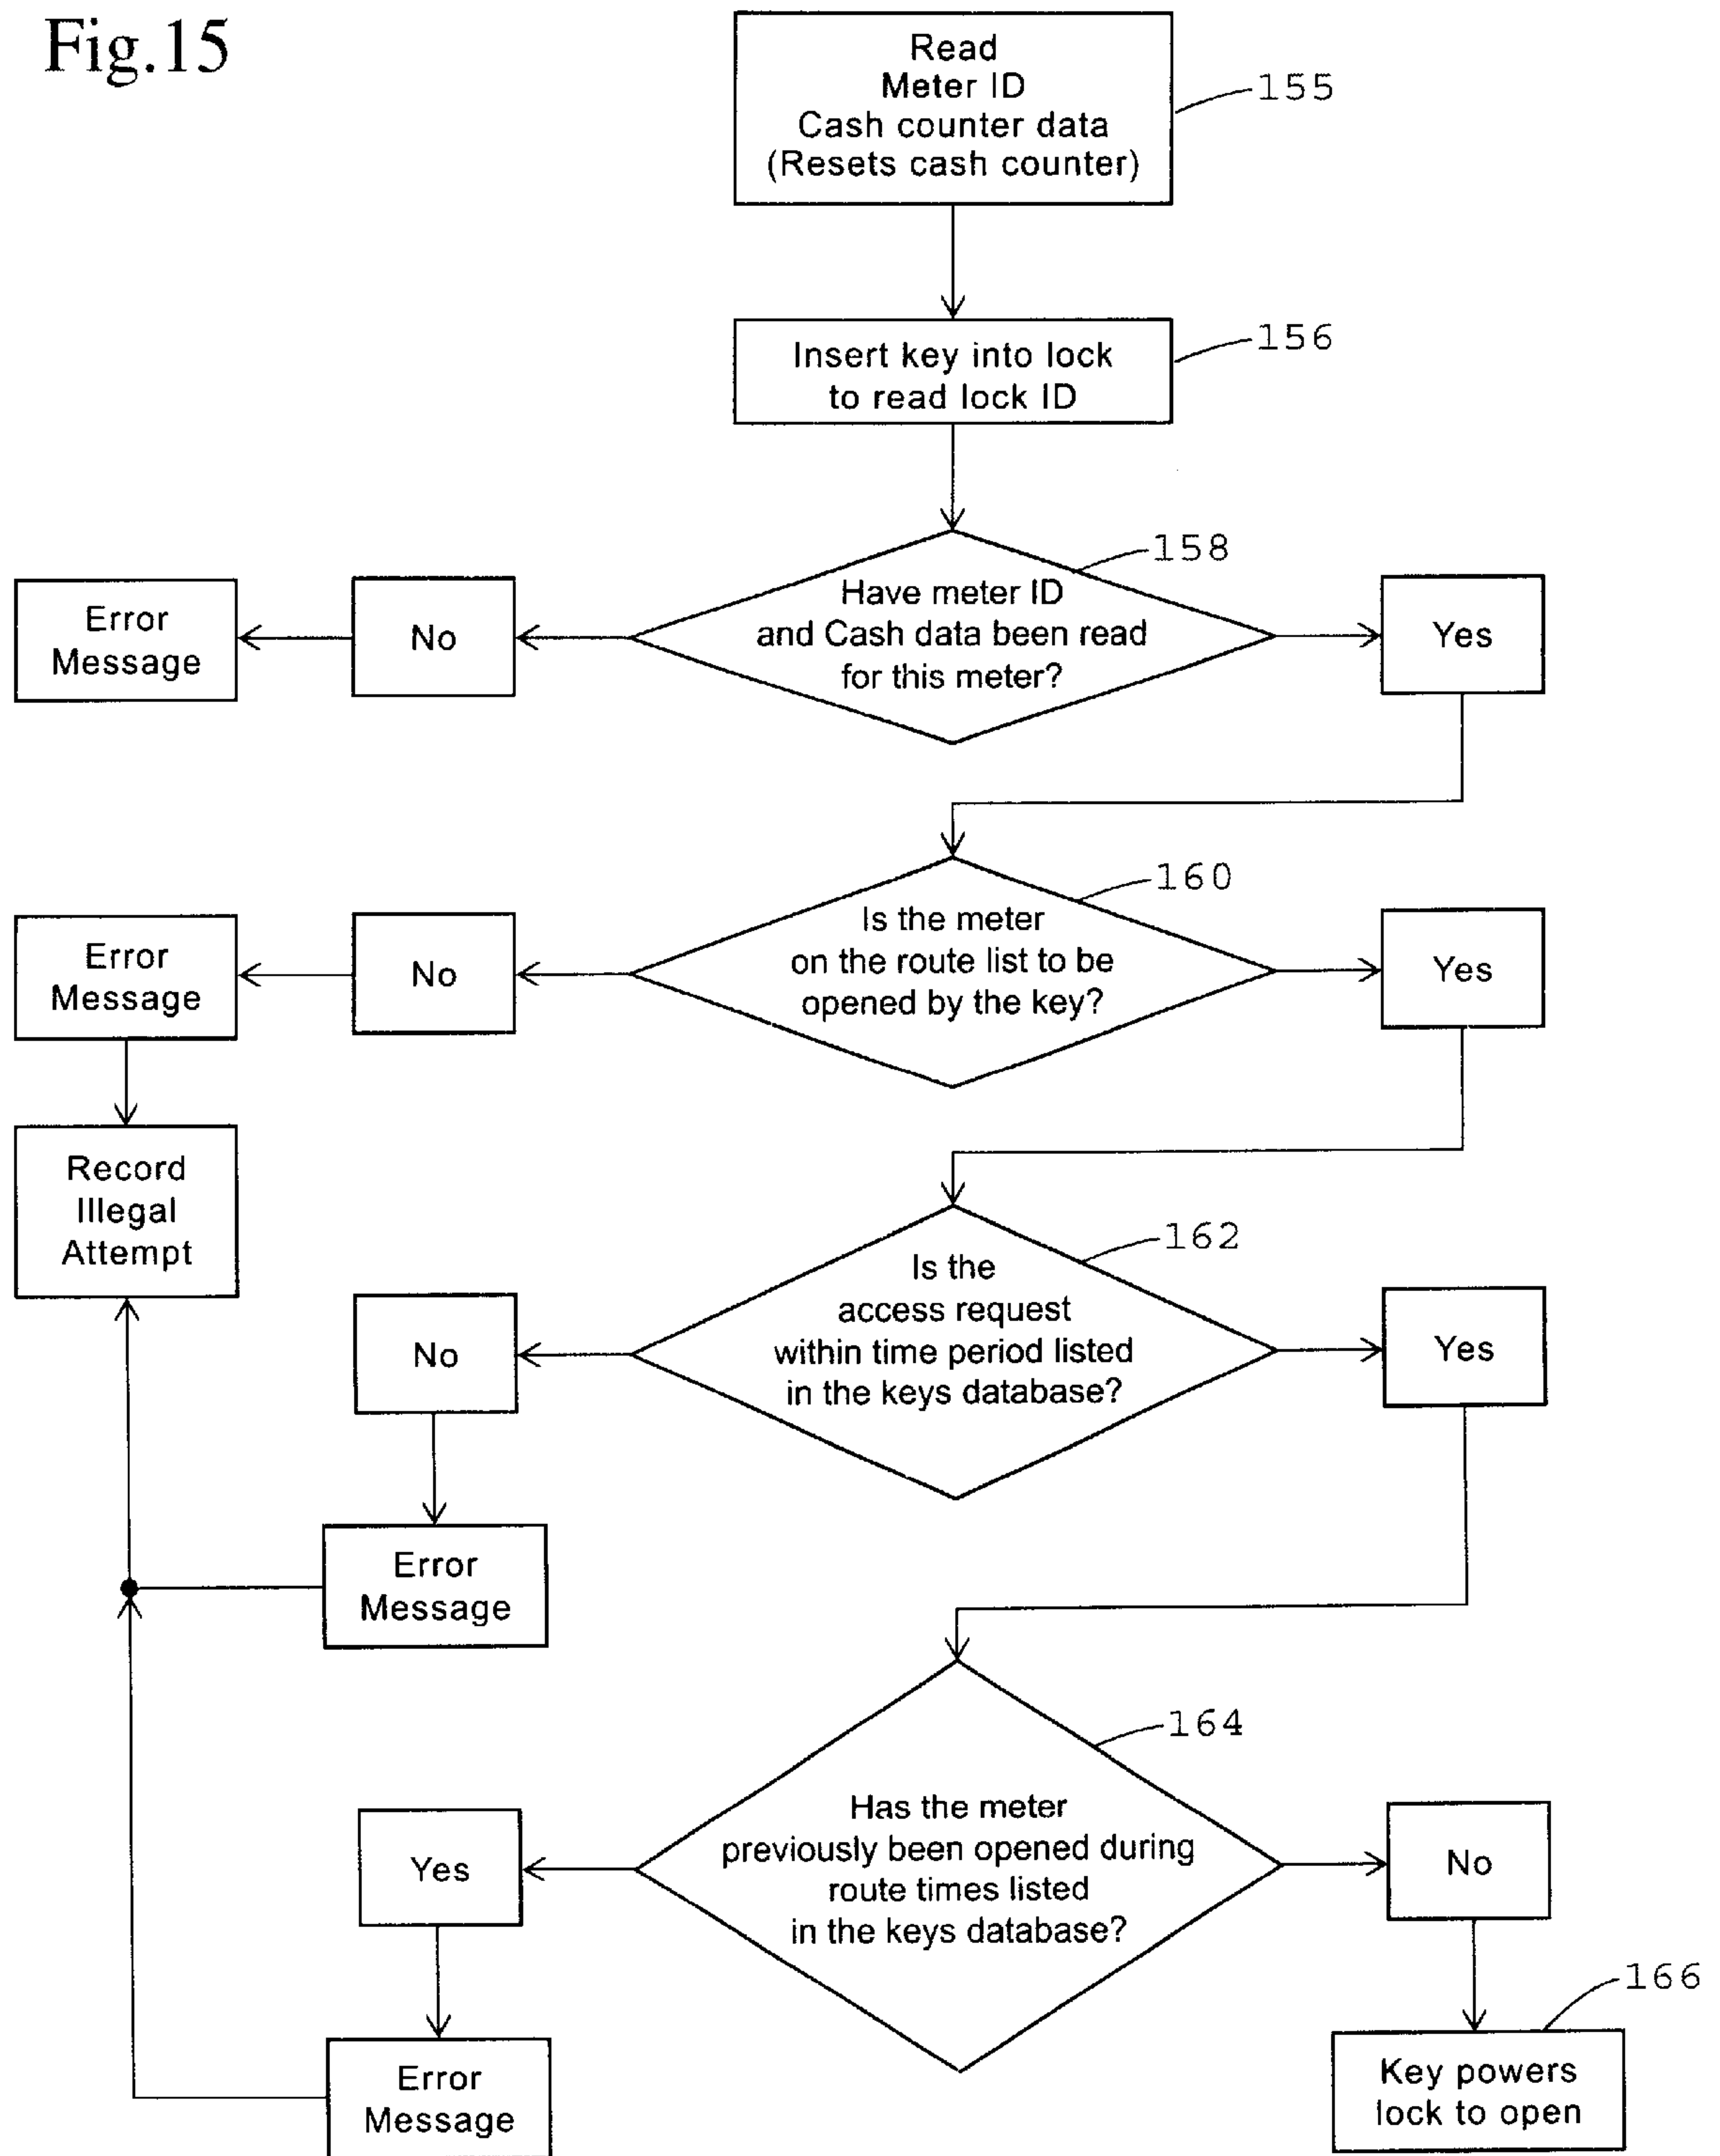 Fig.15
Read
Meter ID
Cash counter data
(Resets cash counter)
155
Insert key into lock
to read lock ID
156
158
Have meter ID
and Cash data been read
for this meter?
Error
Message
No
Yes
160
Is the meter
on the route list to be
opened by the key?
Error
Message
No
Yes
Record
Illegal
Attempt
162
Is the
access request
within time period listed
in the keys database?
No
Yes
Error
Message
164
Has the meter
previously been opened during
route times listed
in the keys database?
Yes
No
166
Error
Message
Key powers
lock to open